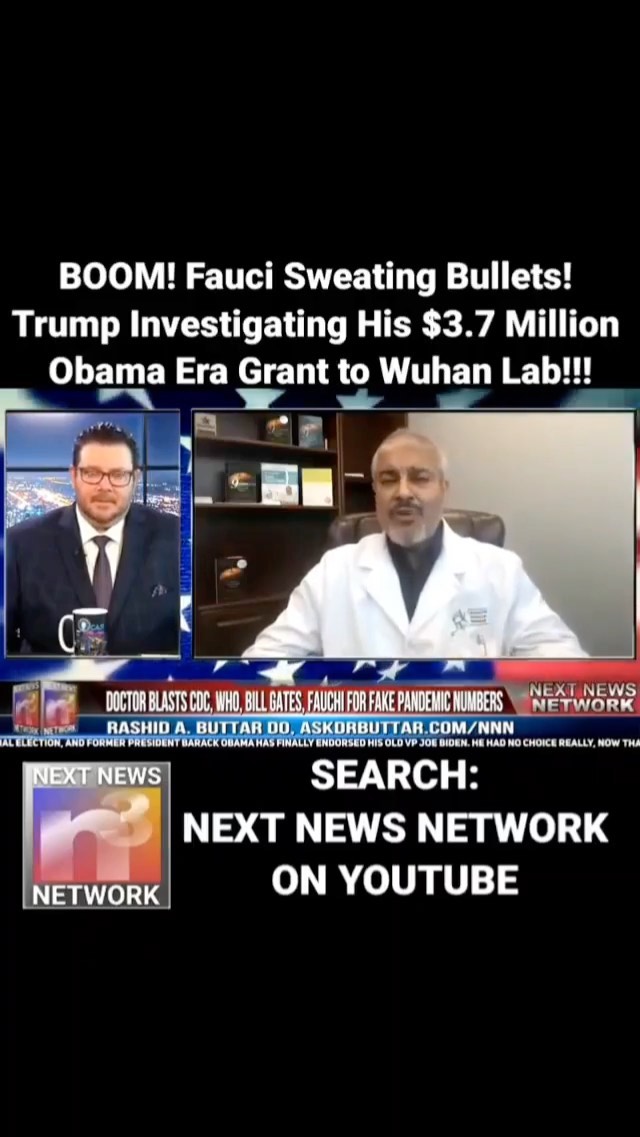 BOOM! Fauci Sweating Bullets!
Trump Investigating His $3.7 Million
Obama Era Grant to Wuhan Lab!!!
DOCTOR BLASTS CDC, WHO, BILL GATES, FAUCHI FOR FAKE PANDEMIC NUMBERS
NEXT NEWS
NETWORK
RASHID A. BUTTAR DO, ASKDRBUTTAR.COM/NNN
AL ELECTION, AND FORMER PRESIDENT BARACK OBAMA HAS FINALLY ENDORSED HIS OLD VP JOE BIDEN. HE HAD NO CHOICE REALLY, NOW THA
NEXT NEWS
n3
NETWORK
SEARCH:
NEXT NEWS NETWORK
ON YOUTUBE